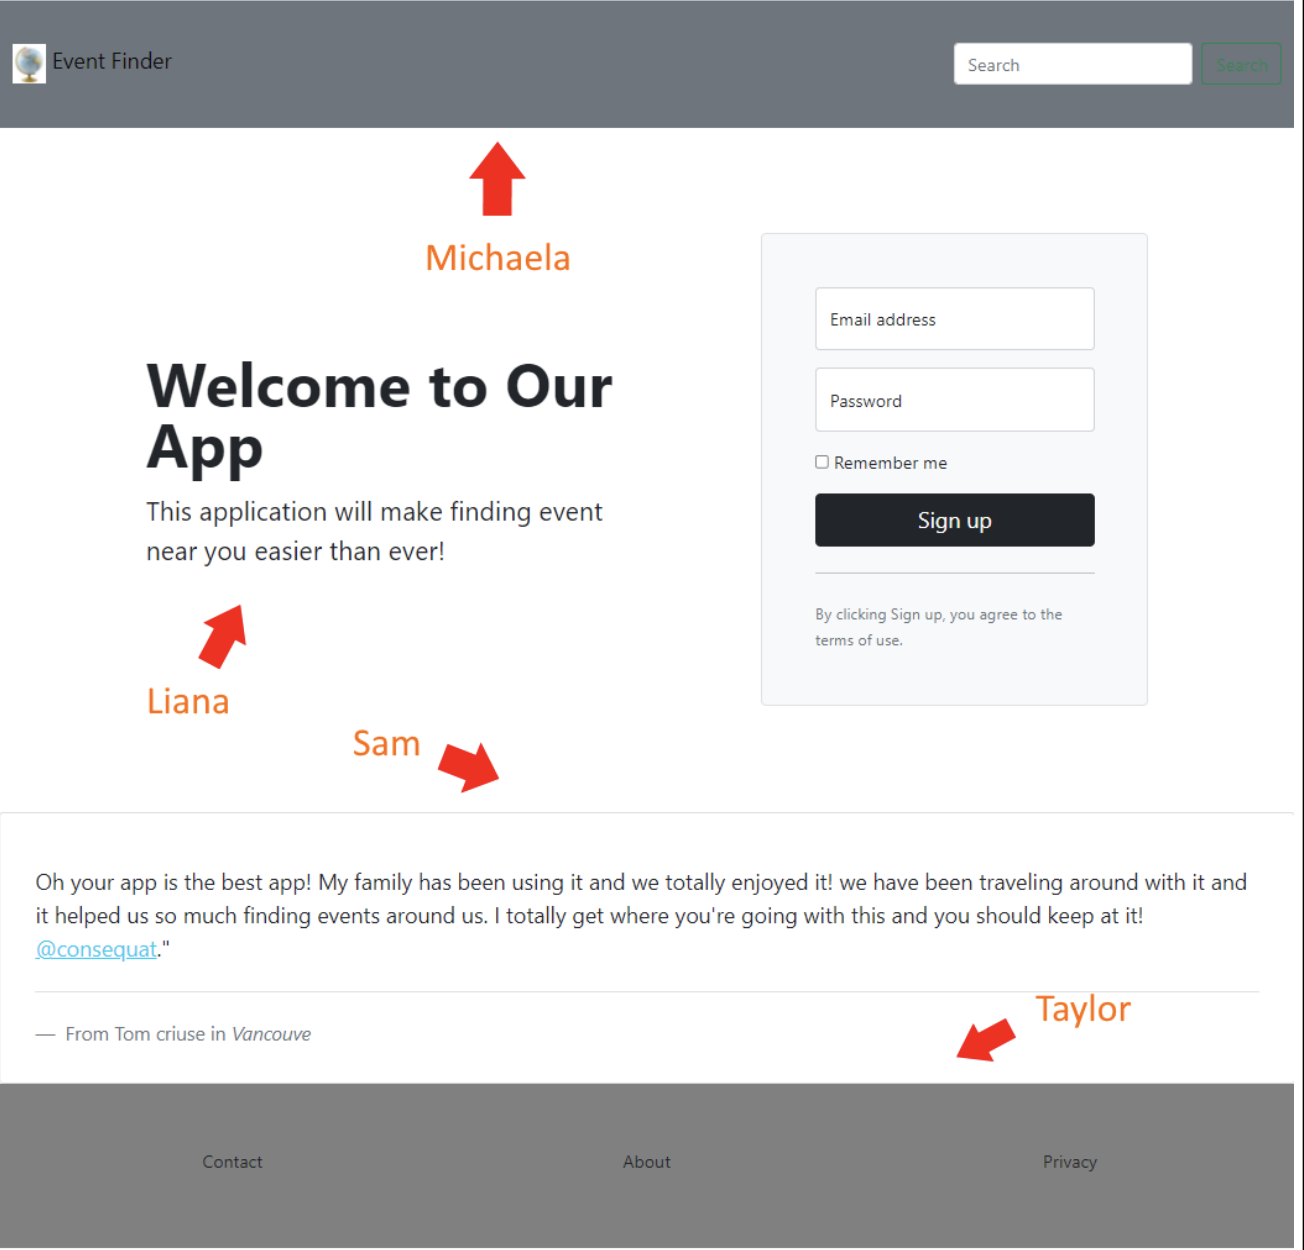 Event Finder
Search
Search
Michaela
Email address
Password
Remember me
Sign up
By clicking Sign up, you agree to the
terms of use.
Welcome to Our
App
This application will make finding event
near you easier than ever!
Liana
Sam
Oh your app is the best app! My family has been using it and we totally enjoyed it! we have been traveling around with it and
it helped us so much finding events around us. I totally get where you're going with this and you should keep at it!
@consequat."
Taylor
— From Tom criuse in Vancouve
Contact
About
Privacy